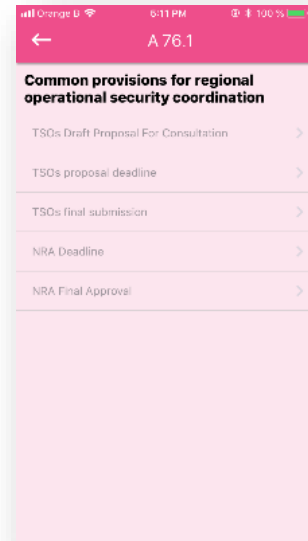 Orange B 6:11 PM 100 %
A 76.1
Common provisions for regional
operational security coordination
TSOs Draft Proposal For Consultation
TSOs proposal deadline
TSOs final submission
NRA Deadline
NRA Final Approval